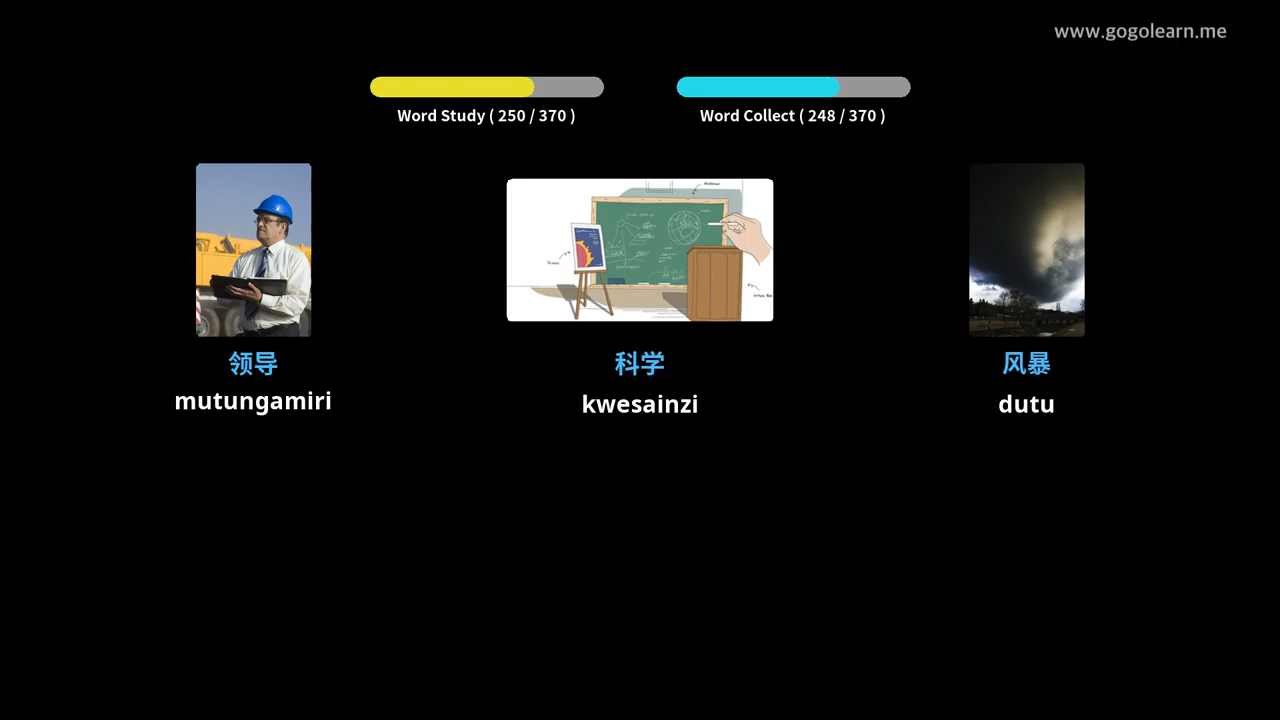 www.gogolearn.me
Word Study ( 250 / 370 )
Word Collect ( 248 / 370 )
领导
科学
风暴
mutungamiri
kwesainzi
dutu